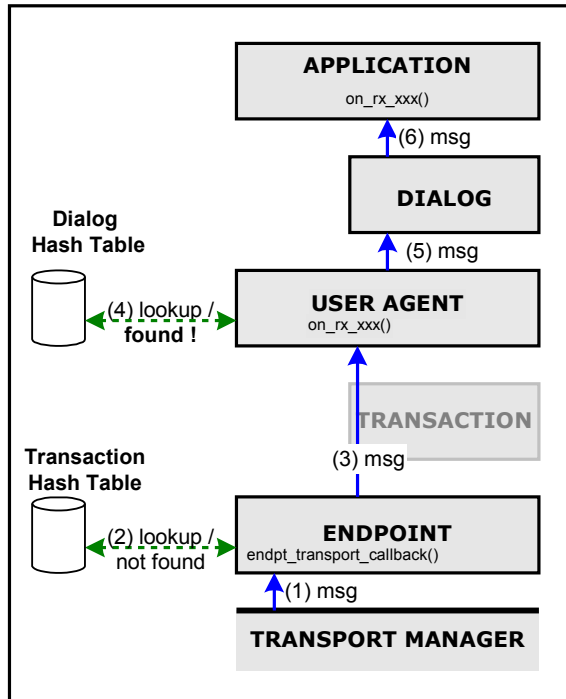 APPLICATION
on_rx_xxx()
(6) msg
DIALOG
Dialog
Hash Table
(5) msg
(4) lookup /
found !
USER AGENT
on_rx_xxx()
TRANSACTION
(3) msg
Transaction
Hash Table
(2) lookup /
not found
ENDPOINT
endpt_transport_callback()
(1) msg
TRANSPORT MANAGER